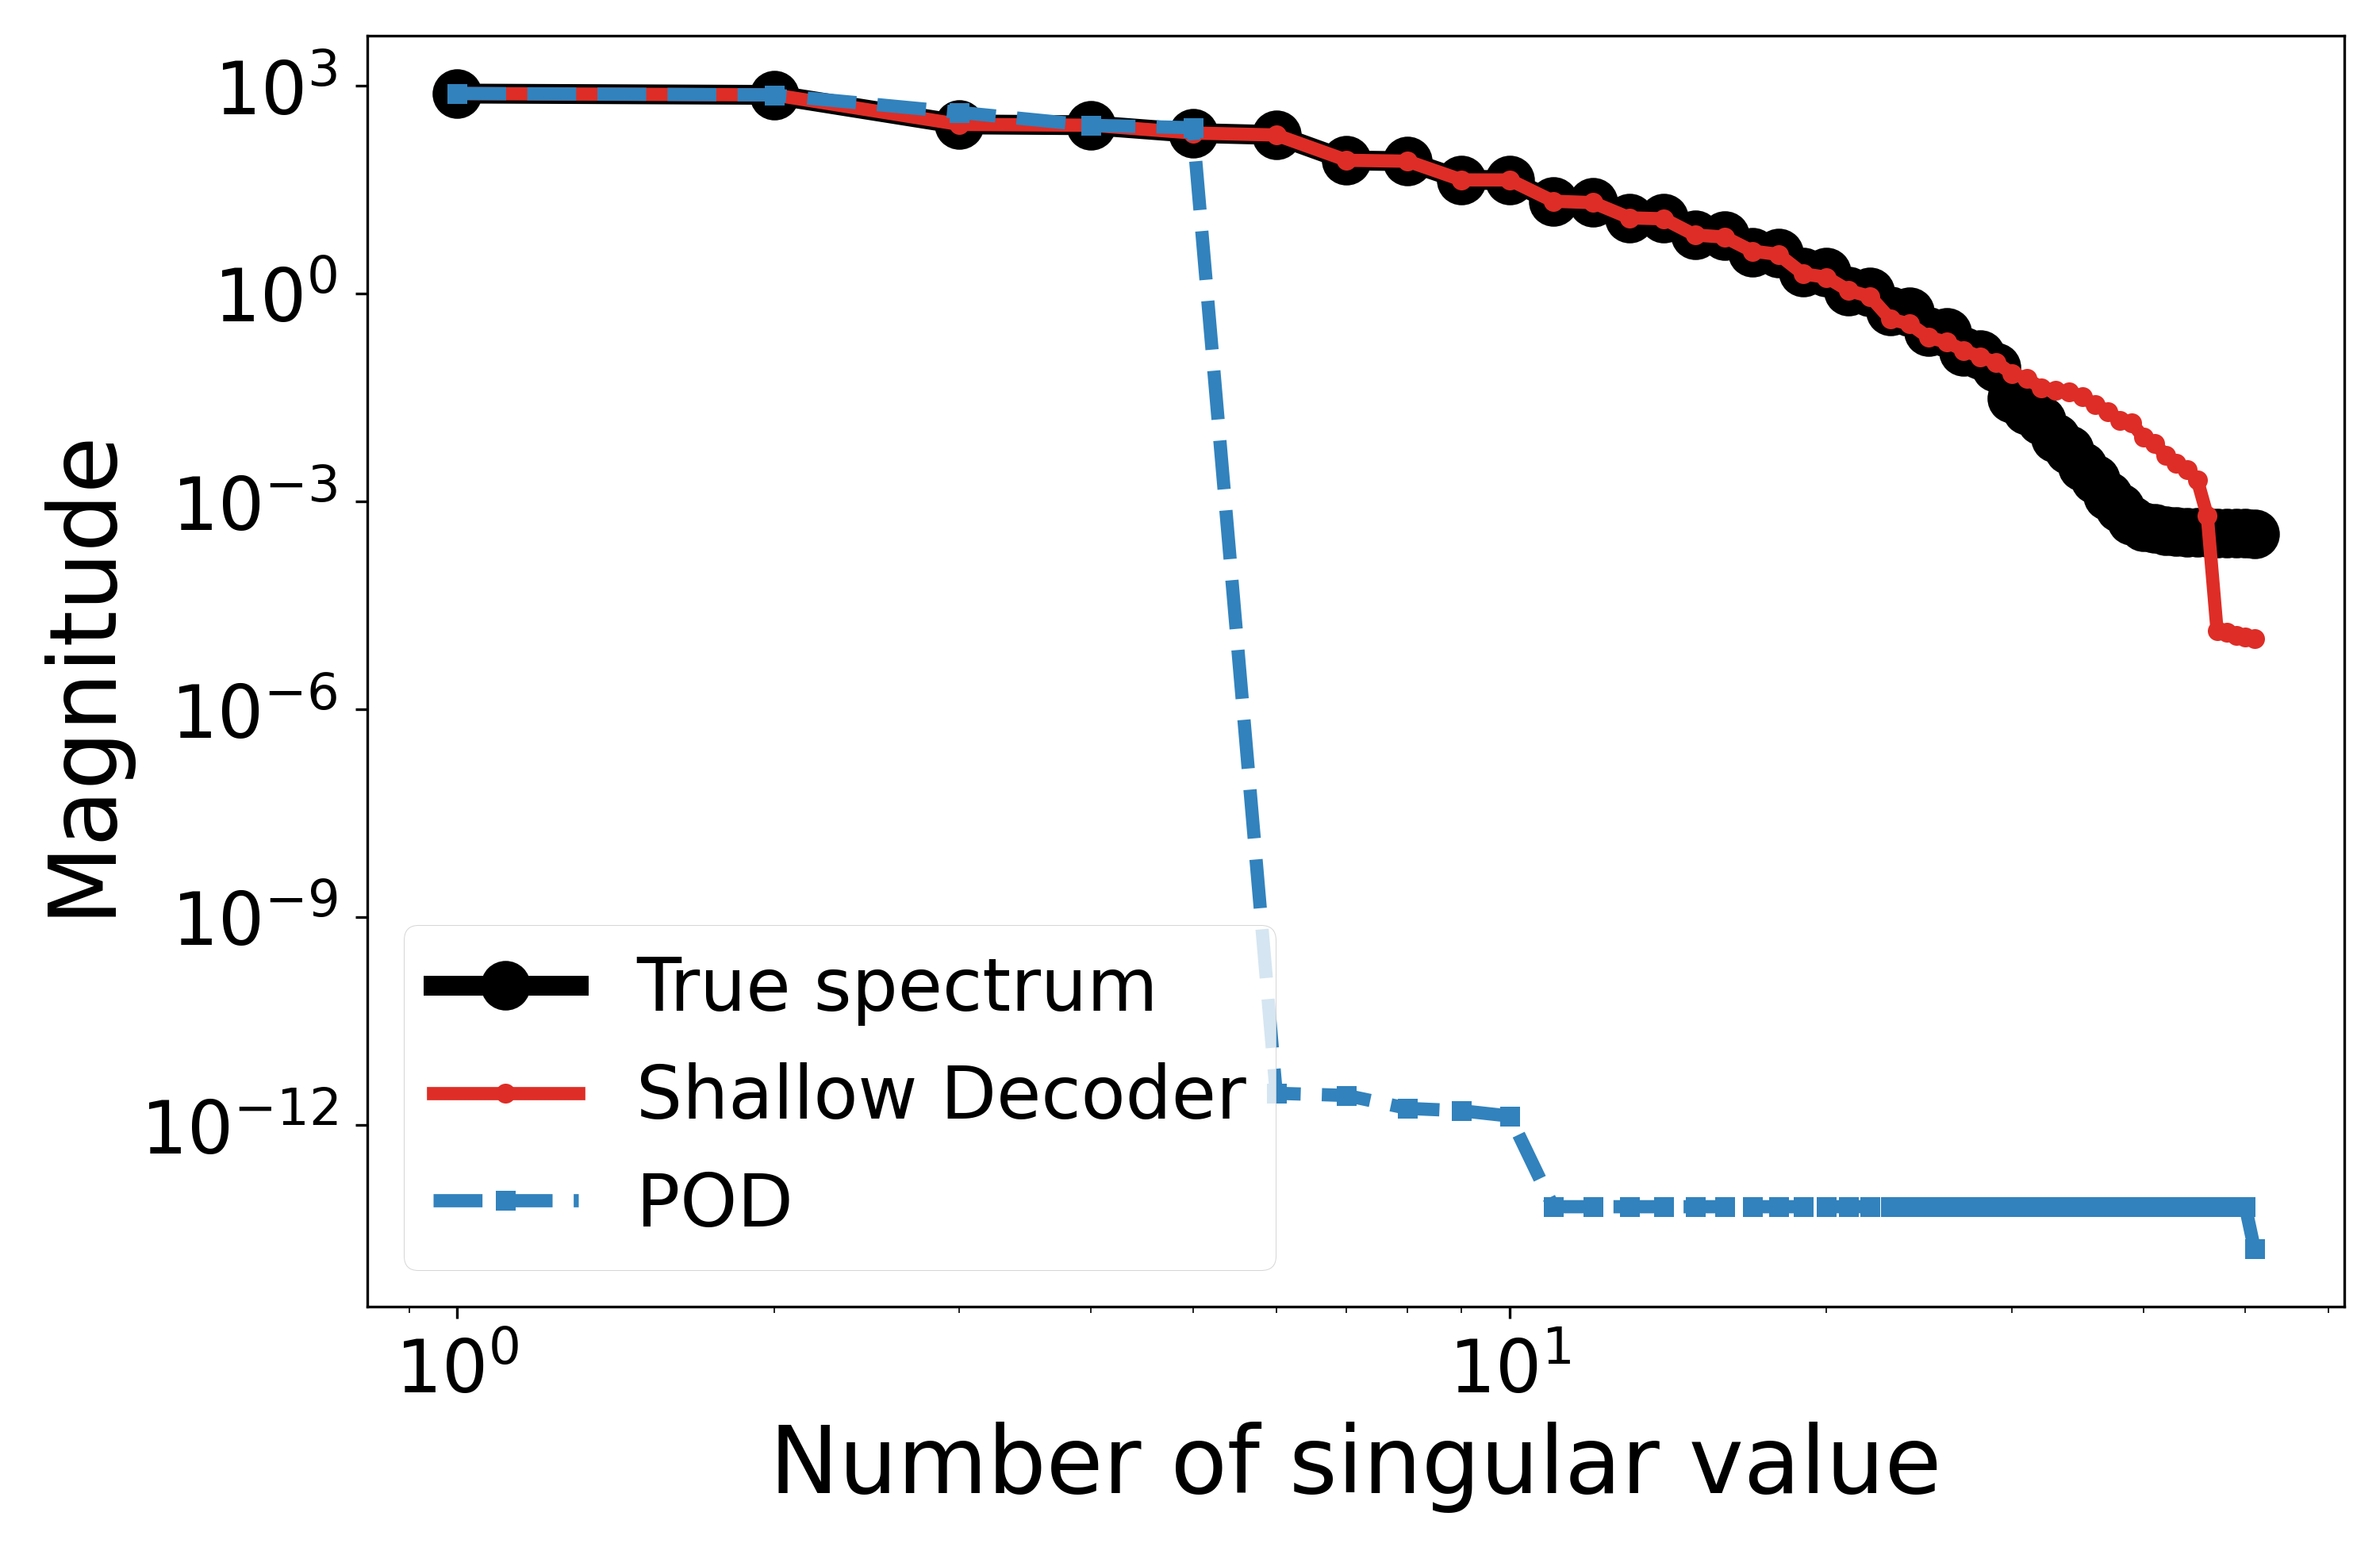 10³
10⁰
10⁻³
10⁻⁶
10⁻⁹
10⁻¹²
Magnitude
True spectrum
Shallow Decoder
POD
10⁰ 10¹
Number of singular value